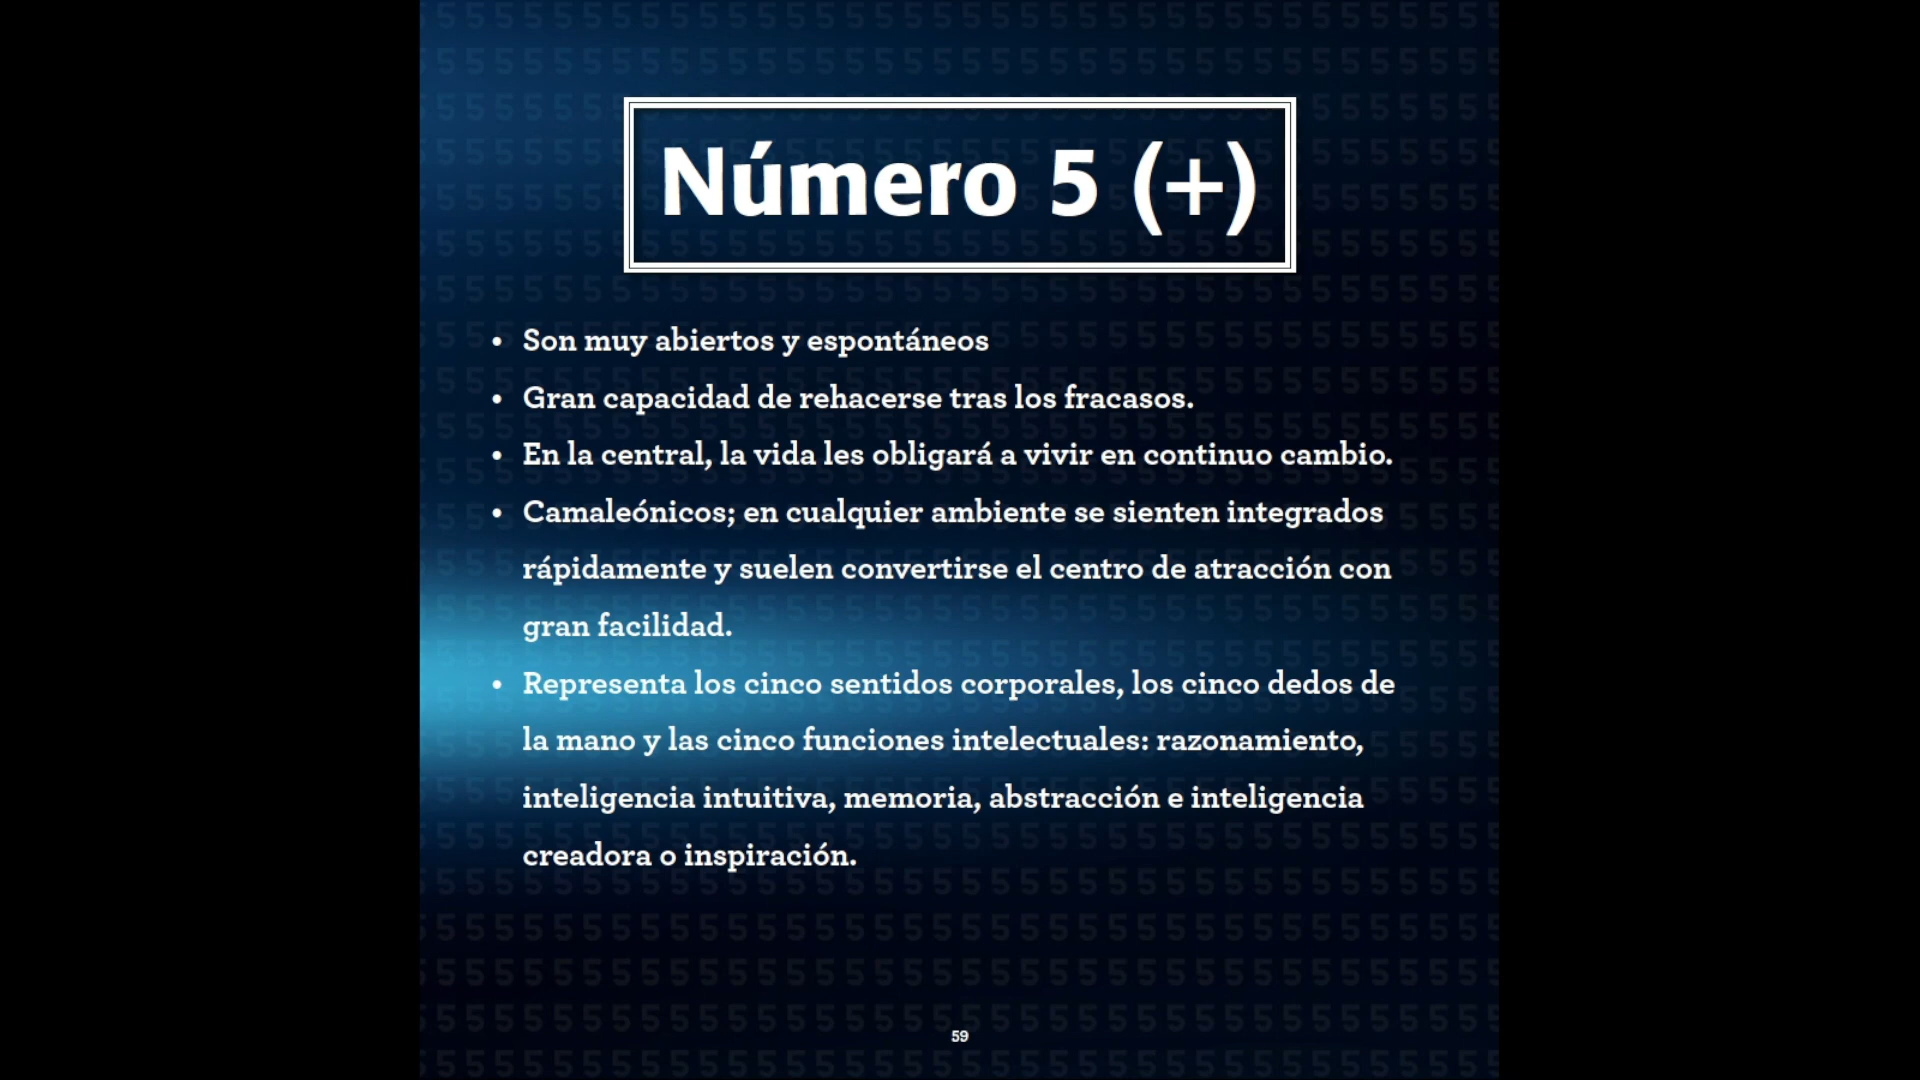 Número 5 (+)
• Son muy abiertos y espontáneos
• Gran capacidad de rehacerse tras los fracasos.
• En la central, la vida les obligará a vivir en continuo cambio.
• Camaleónicos; en cualquier ambiente se sienten integrados
rápidamente y suelen convertirse el centro de atracción con
gran facilidad.
• Representa los cinco sentidos corporales, los cinco dedos de
la mano y las cinco funciones intelectuales: razonamiento,
inteligencia intuitiva, memoria, abstracción e inteligencia
creadora o inspiración.
59